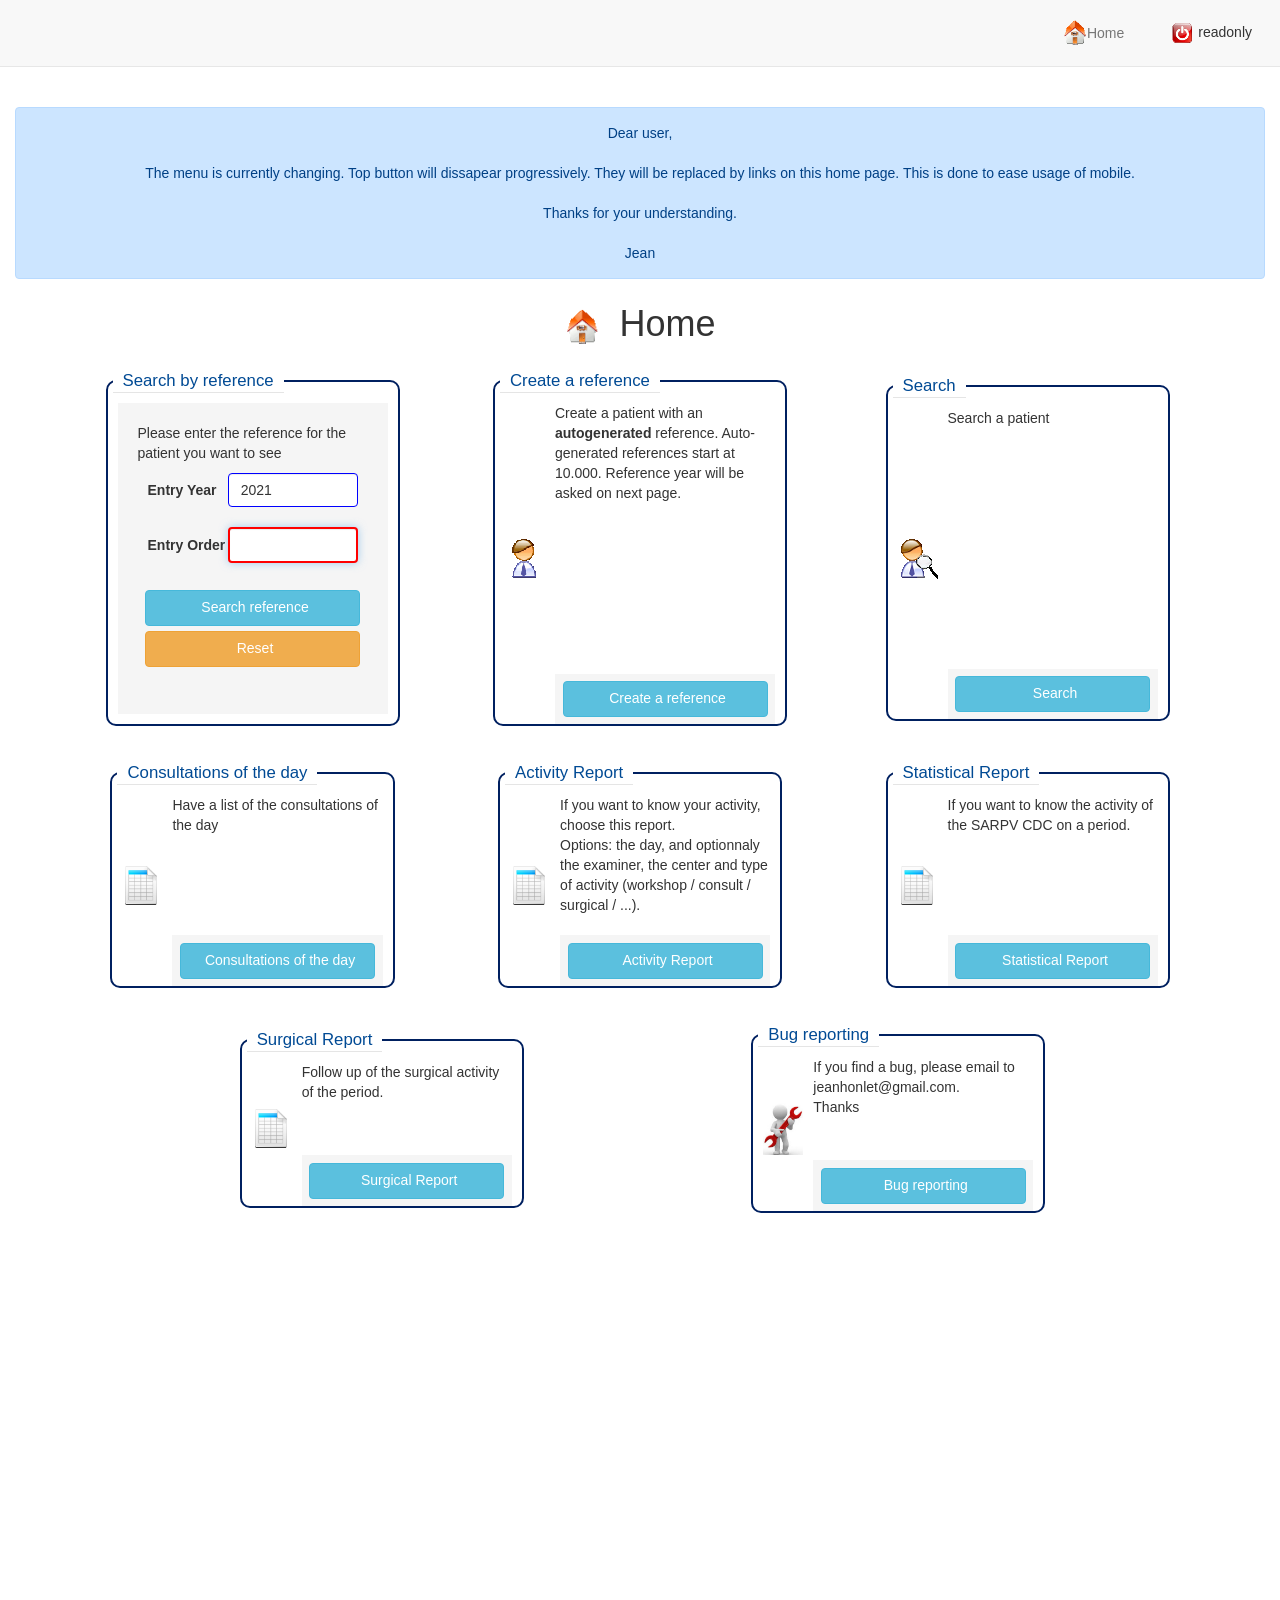 Home
readonly
Dear user,
The menu is currently changing. Top button will dissapear progressively. They will be replaced by links on this home page. This is done to ease usage of mobile.
Thanks for your understanding.
Jean
Home
Search by reference
Please enter the reference for the
patient you want to see
Entry Year 2021
Entry Order
Search reference
Reset
Create a reference
Create a patient with an
autogenerated reference. Auto-
generated references start at
10.000. Reference year will be
asked on next page.
Create a reference
Search
Search a patient
Search
Consultations of the day
Have a list of the consultations of
the day
Consultations of the day
Activity Report
If you want to know your activity,
choose this report.
Options: the day, and optionnaly
the examiner, the center and type
of activity (workshop / consult /
surgical / ...).
Activity Report
Statistical Report
If you want to know the activity of
the SARPV CDC on a period.
Statistical Report
Surgical Report
Follow up of the surgical activity
of the period.
Surgical Report
Bug reporting
If you find a bug, please email to
jeanhonlet@gmail.com.
Thanks
Bug reporting